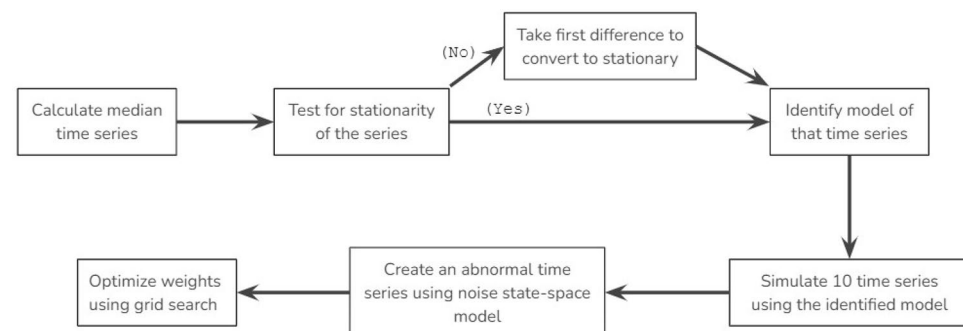 Take first difference to
convert to stationary
(No)
Calculate median
time series
Test for stationarity
of the series
(Yes)
Identify model of
that time series
Optimize weights
using grid search
Create an abnormal time
series using noise state-space
model
Simulate 10 time series
using the identified model